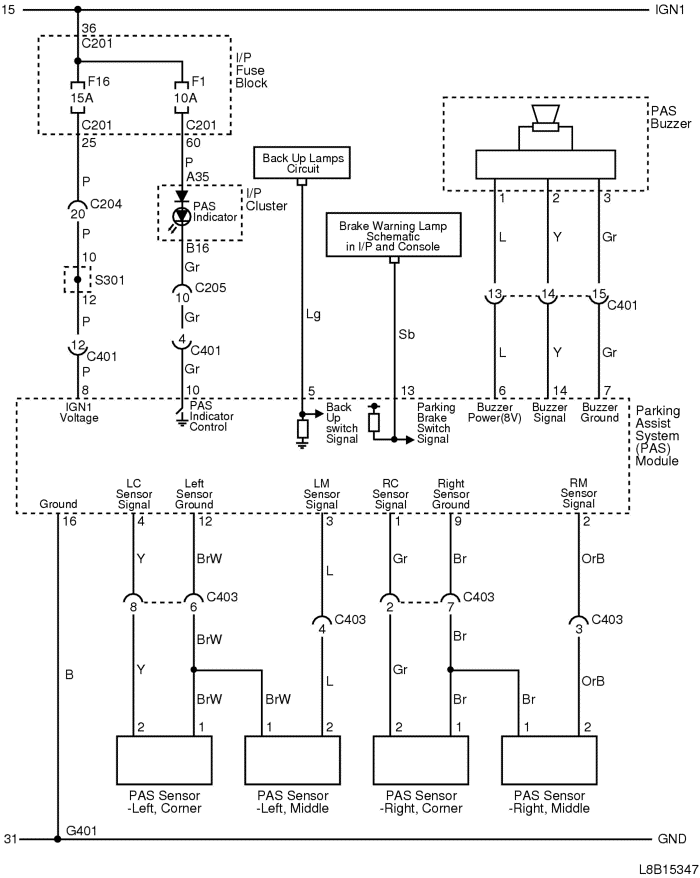 15 IGN1
36
C201
I/P
Fuse
Block
F16
15A
F1
10A
C201
C201
25
60
P
A35
PAS
Indicator
I/P
Cluster
B16
Gr
P
20
C204
P
10
S301
12
P
12
C401
P
8
10
C205
Gr
4
C401
Gr
10
Back Up Lamps
Circuit
Lg
5
Brake Warning Lamp
Schematic
in I/P and Console
Sb
13
PAS
Buzzer
1
2
3
L
Y
Gr
13
14
15
C401
L
Y
Gr
6
14
7
IGN1
Voltage
PAS
Indicator
Control
Back
Up
switch
Signal
Parking
Brake
Switch
Signal
Buzzer
Power(8V)
Buzzer
Signal
Buzzer
Ground
Parking
Assist
System
(PAS)
Module
Ground
LC
Sensor
Signal
Left
Sensor
Ground
LM
Sensor
Signal
RC
Sensor
Signal
Right
Sensor
Ground
RM
Sensor
Signal
16
4
12
3
1
9
2
Y
BrW
L
Gr
Br
OrB
8
6
C403
4
C403
2
7
C403
3
C403
BrW
Br
B
Y
BrW
BrW
L
Gr
Br
Br
OrB
2
1
1
2
2
1
1
2
PAS Sensor
-Left, Corner
PAS Sensor
-Left, Middle
PAS Sensor
-Right, Corner
PAS Sensor
-Right, Middle
G401
31 GND
L8B15347